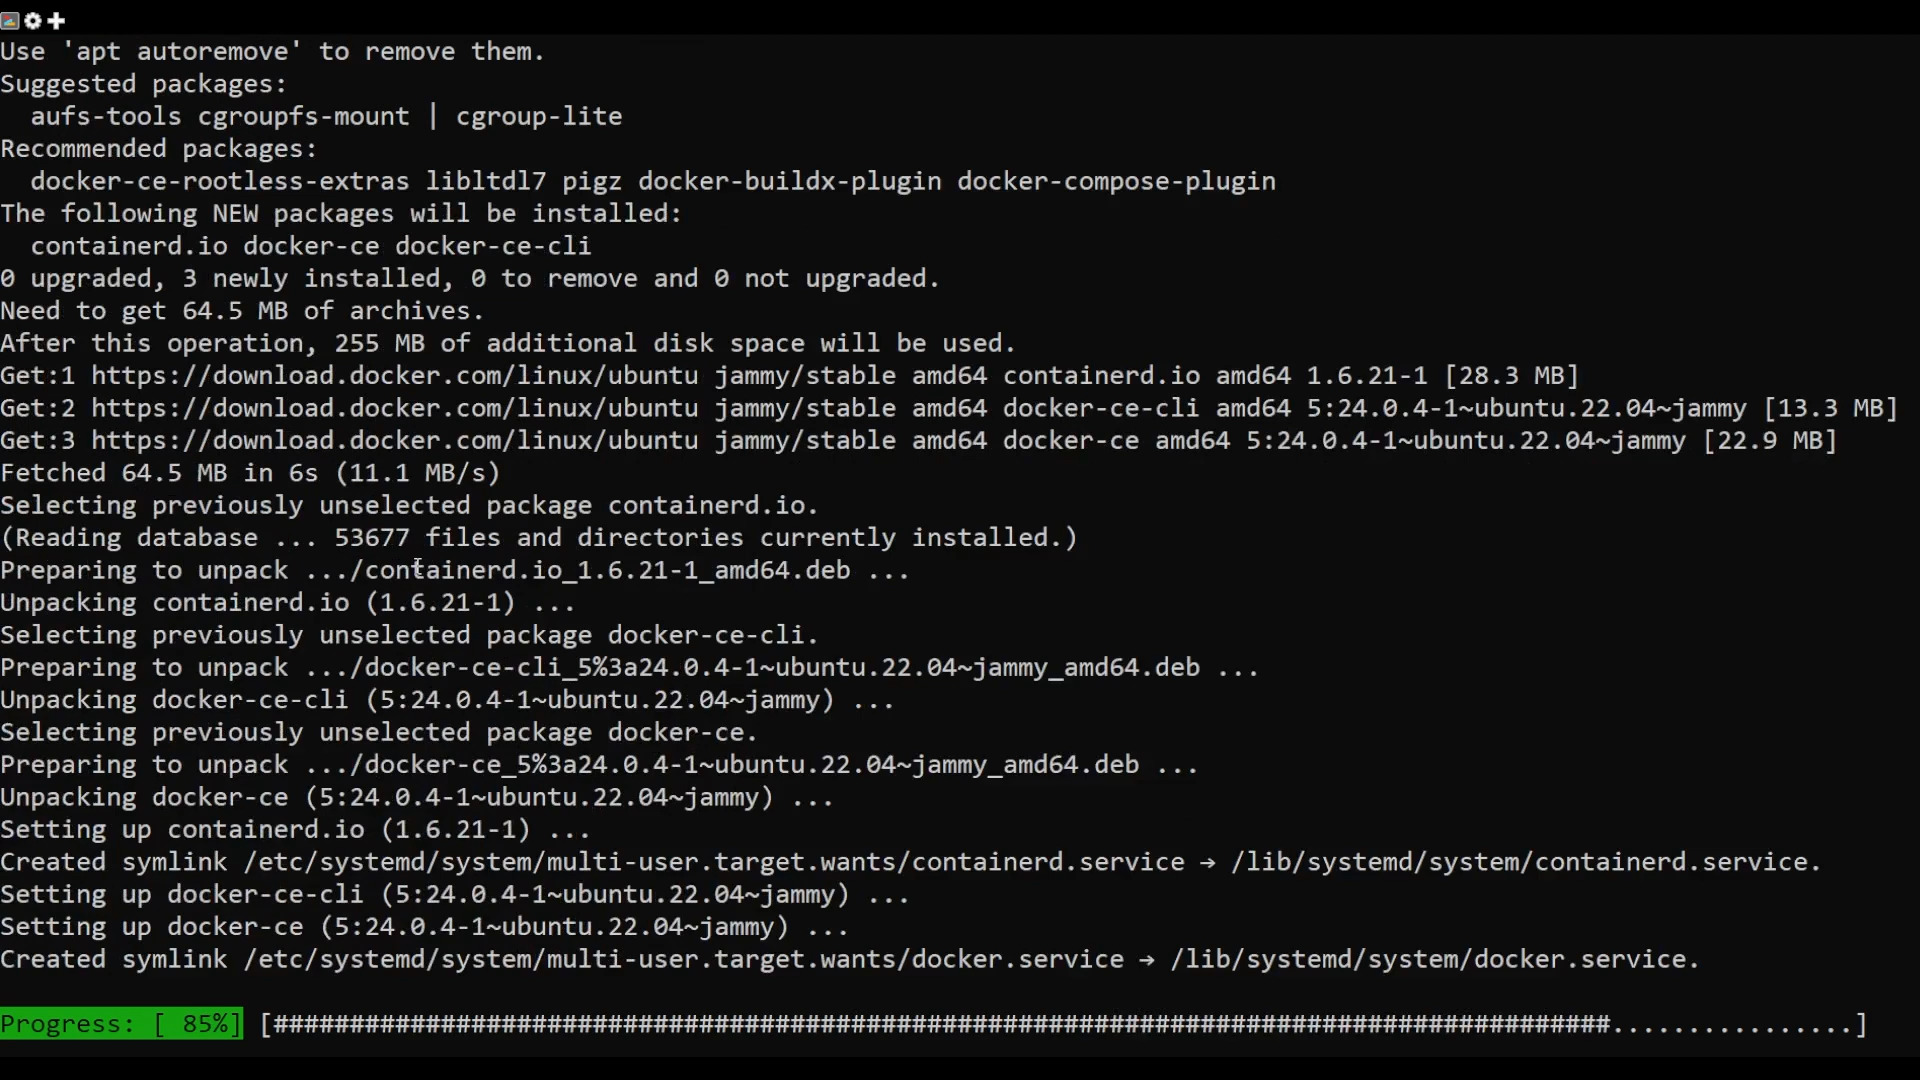 Use 'apt autoremove' to remove them.
Suggested packages:
  aufs-tools cgroupfs-mount | cgroup-lite
Recommended packages:
  docker-ce-rootless-extras libltdl7 pigz docker-buildx-plugin docker-compose-plugin
The following NEW packages will be installed:
  containerd.io docker-ce docker-ce-cli
0 upgraded, 3 newly installed, 0 to remove and 0 not upgraded.
Need to get 64.5 MB of archives.
After this operation, 255 MB of additional disk space will be used.
Get:1 https://download.docker.com/linux/ubuntu jammy/stable amd64 containerd.io amd64 1.6.21-1 [28.3 MB]
Get:2 https://download.docker.com/linux/ubuntu jammy/stable amd64 docker-ce-cli amd64 5:24.0.4-1~ubuntu.22.04~jammy [13.3 MB]
Get:3 https://download.docker.com/linux/ubuntu jammy/stable amd64 docker-ce amd64 5:24.0.4-1~ubuntu.22.04~jammy [22.9 MB]
Fetched 64.5 MB in 6s (11.1 MB/s)
Selecting previously unselected package containerd.io.
(Reading database ... 53677 files and directories currently installed.)
Preparing to unpack .../containerd.io_1.6.21-1_amd64.deb ...
Unpacking containerd.io (1.6.21-1) ...
Selecting previously unselected package docker-ce-cli.
Preparing to unpack .../docker-ce-cli_5%3a24.0.4-1~ubuntu.22.04~jammy_amd64.deb ...
Unpacking docker-ce-cli (5:24.0.4-1~ubuntu.22.04~jammy) ...
Selecting previously unselected package docker-ce.
Preparing to unpack .../docker-ce_5%3a24.0.4-1~ubuntu.22.04~jammy_amd64.deb ...
Unpacking docker-ce (5:24.0.4-1~ubuntu.22.04~jammy) ...
Setting up containerd.io (1.6.21-1) ...
Created symlink /etc/systemd/system/multi-user.target.wants/containerd.service → /lib/systemd/system/containerd.service.
Setting up docker-ce-cli (5:24.0.4-1~ubuntu.22.04~jammy) ...
Setting up docker-ce (5:24.0.4-1~ubuntu.22.04~jammy) ...
Created symlink /etc/systemd/system/multi-user.target.wants/docker.service → /lib/systemd/system/docker.service.
Progress: [ 85%] [########################################################################################................]